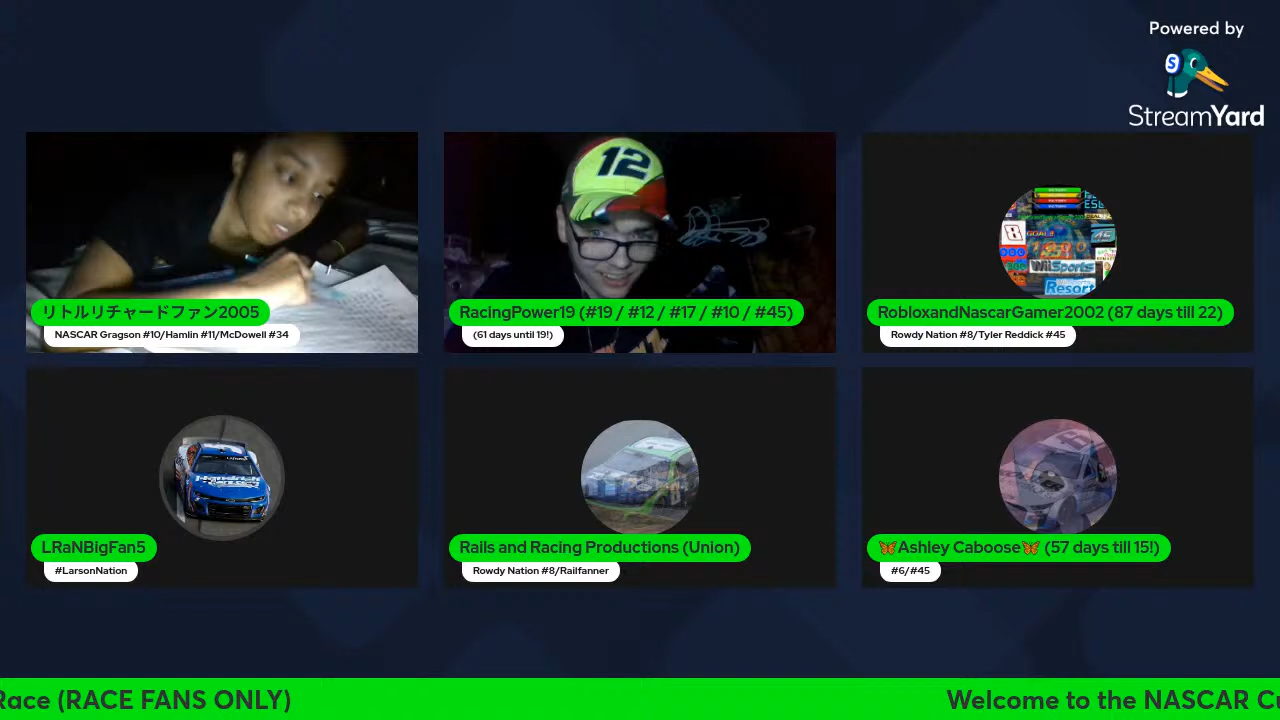 Powered by
StreamYard
12
リトルリチャードファン2005
NASCAR Gragson #10/Hamlin #11/McDowell #34
RacingPower19 (#19 / #12 / #17 / #10 / #45)
(61 days until 19!)
RobloxandNascarGamer2002 (87 days till 22)
Rowdy Nation #8/Tyler Reddick #45
LRaNBigFan5
#LarsonNation
Rails and Racing Productions (Union)
Rowdy Nation #8/Railfanner
🦋Ashley Caboose🦋 (57 days till 15!)
#6/#45
Race (RACE FANS ONLY)
Welcome to the NASCAR Cu